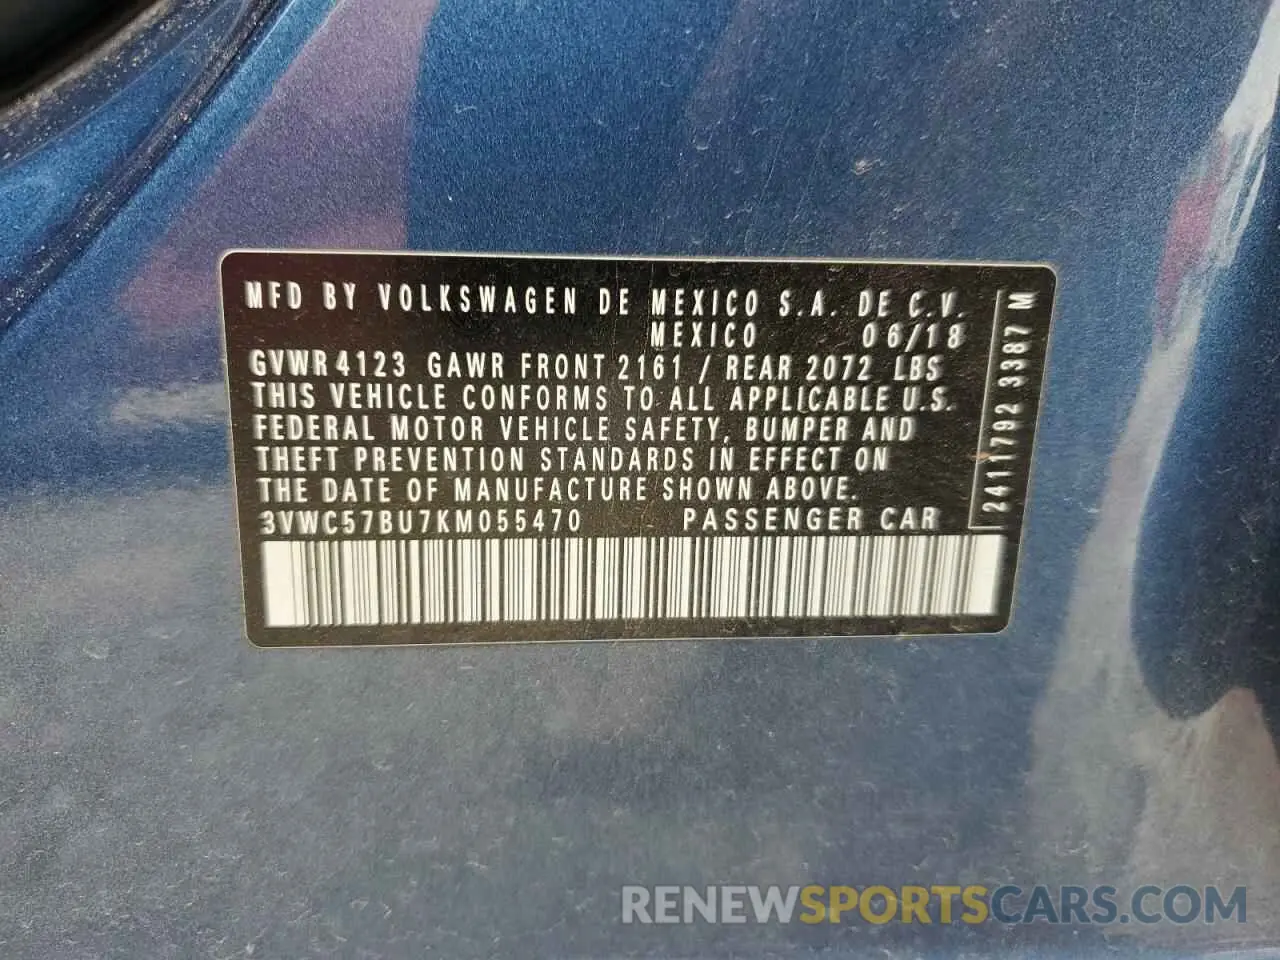 MFD BY VOLKSWAGEN DE MEXICO S.A. DE C.V.
MEXICO 06/18
GVWR 4123 GAWR FRONT 2161 / REAR 2072 LBS
THIS VEHICLE CONFORMS TO ALL APPLICABLE U.S.
FEDERAL MOTOR VEHICLE SAFETY, BUMPER AND
THEFT PREVENTION STANDARDS IN EFFECT ON
THE DATE OF MANUFACTURE SHOWN ABOVE.
3VWC57BU7KM055470 PASSENGER CAR
2411792 3387 M
RENEWSPORTSCARS.COM